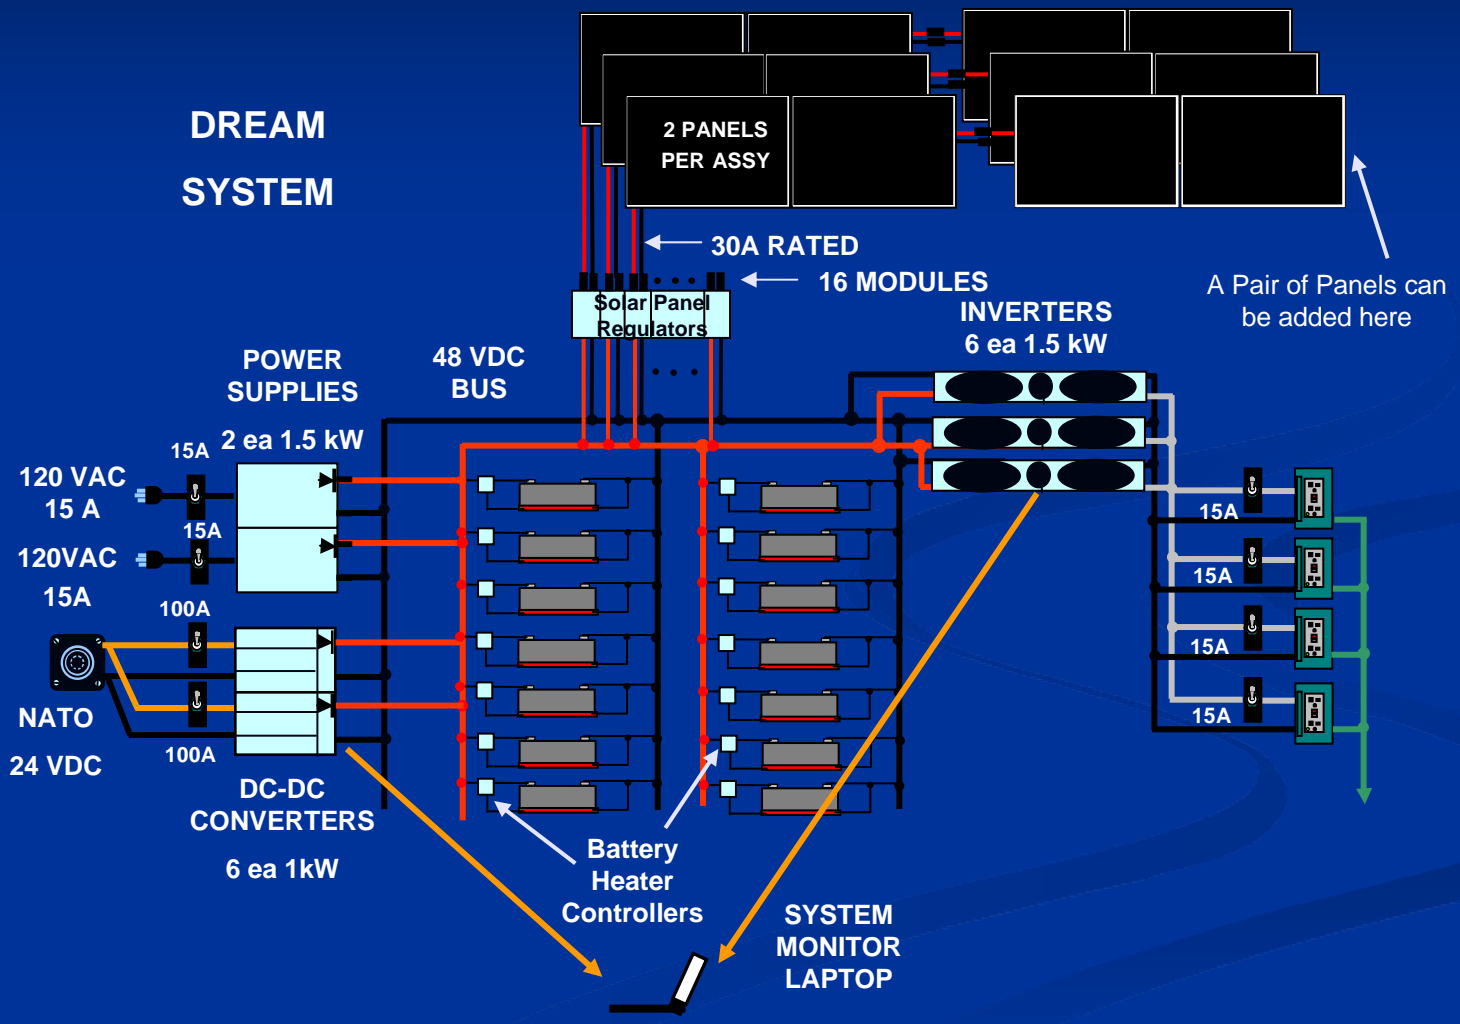 DREAM
SYSTEM
2 PANELS
PER ASSY
30A RATED
16 MODULES
Solar Panel
Regulators
A Pair of Panels can
be added here
INVERTERS
6 ea 1.5 kW
48 VDC
BUS
POWER
SUPPLIES
2 ea 1.5 kW
15A
120 VAC
15 A
15A
120VAC
15A
100A
NATO
24 VDC
100A
DC-DC
CONVERTERS
6 ea 1kW
15A
15A
15A
15A
Battery
Heater
Controllers
SYSTEM
MONITOR
LAPTOP